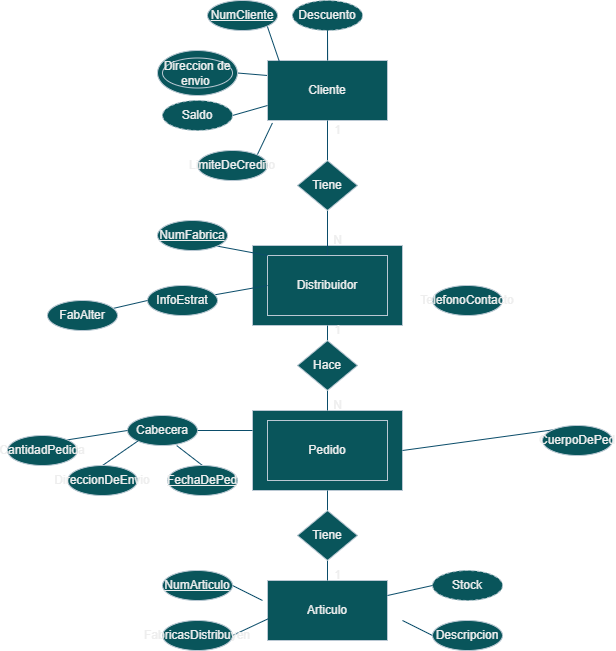 NumCliente
Descuento
Direccion de
envio
Cliente
Saldo
1
LimiteDeCredito
Tiene
NumFabrica
N
Distribuidor
InfoEstrat
TelefonoContacto
FabAlter
1
Hace
N
Cabecera
CantidadPedida
Pedido
CuerpoDePed
DireccionDeEnvio
FechaDePed
Tiene
1
NumArticulo
Stock
Articulo
FabricasDistribuyen
Descripcion